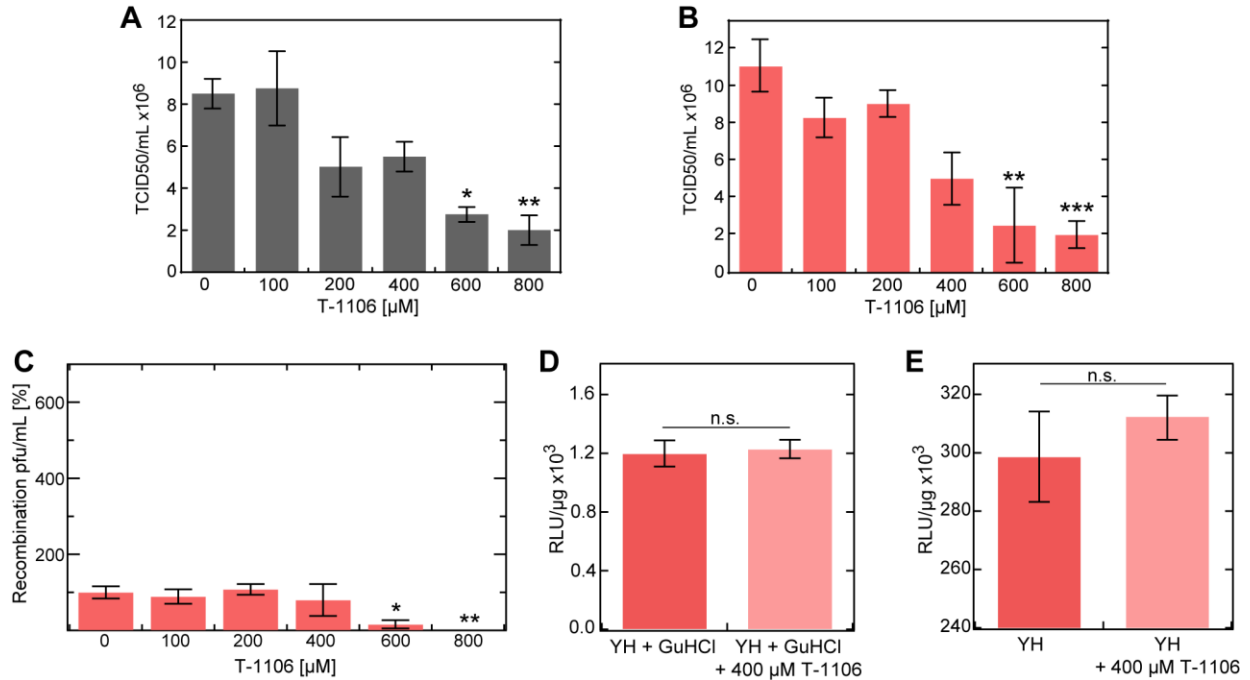 A
TCID50/mL x10⁶
12
10
8
6
4
2
0
*
**
0 100 200 400 600 800
T-1106 [µM]
B
TCID50/mL x10⁶
12
10
8
6
4
2
0
**
***
0 100 200 400 600 800
T-1106 [µM]
C
Recombination pfu/mL [%]
600
400
200
*
**
0 100 200 400 600 800
T-1106 [µM]
D
RLU/µg x10³
1.6
1.2
0.8
0.4
0.0
n.s.
YH + GuHCl YH + GuHCl
+ 400 µM T-1106
E
RLU/µg x10³
320
300
280
260
240
n.s.
YH YH
+ 400 µM T-1106